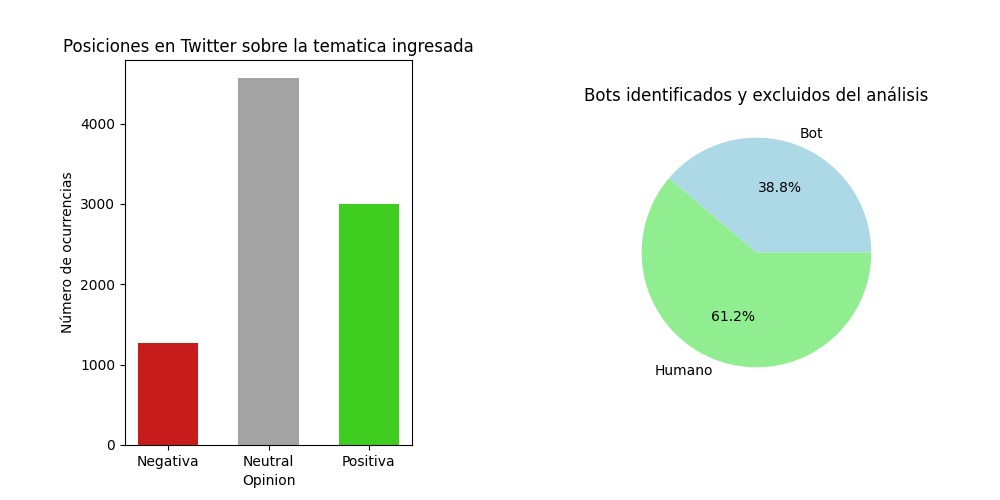 Posiciones en Twitter sobre la tematica ingresada
Número de ocurrencias
4000
3000
2000
1000
0
Negativa
Neutral
Positiva
Opinion
Bots identificados y excluidos del análisis
Bot
38.8%
61.2%
Humano